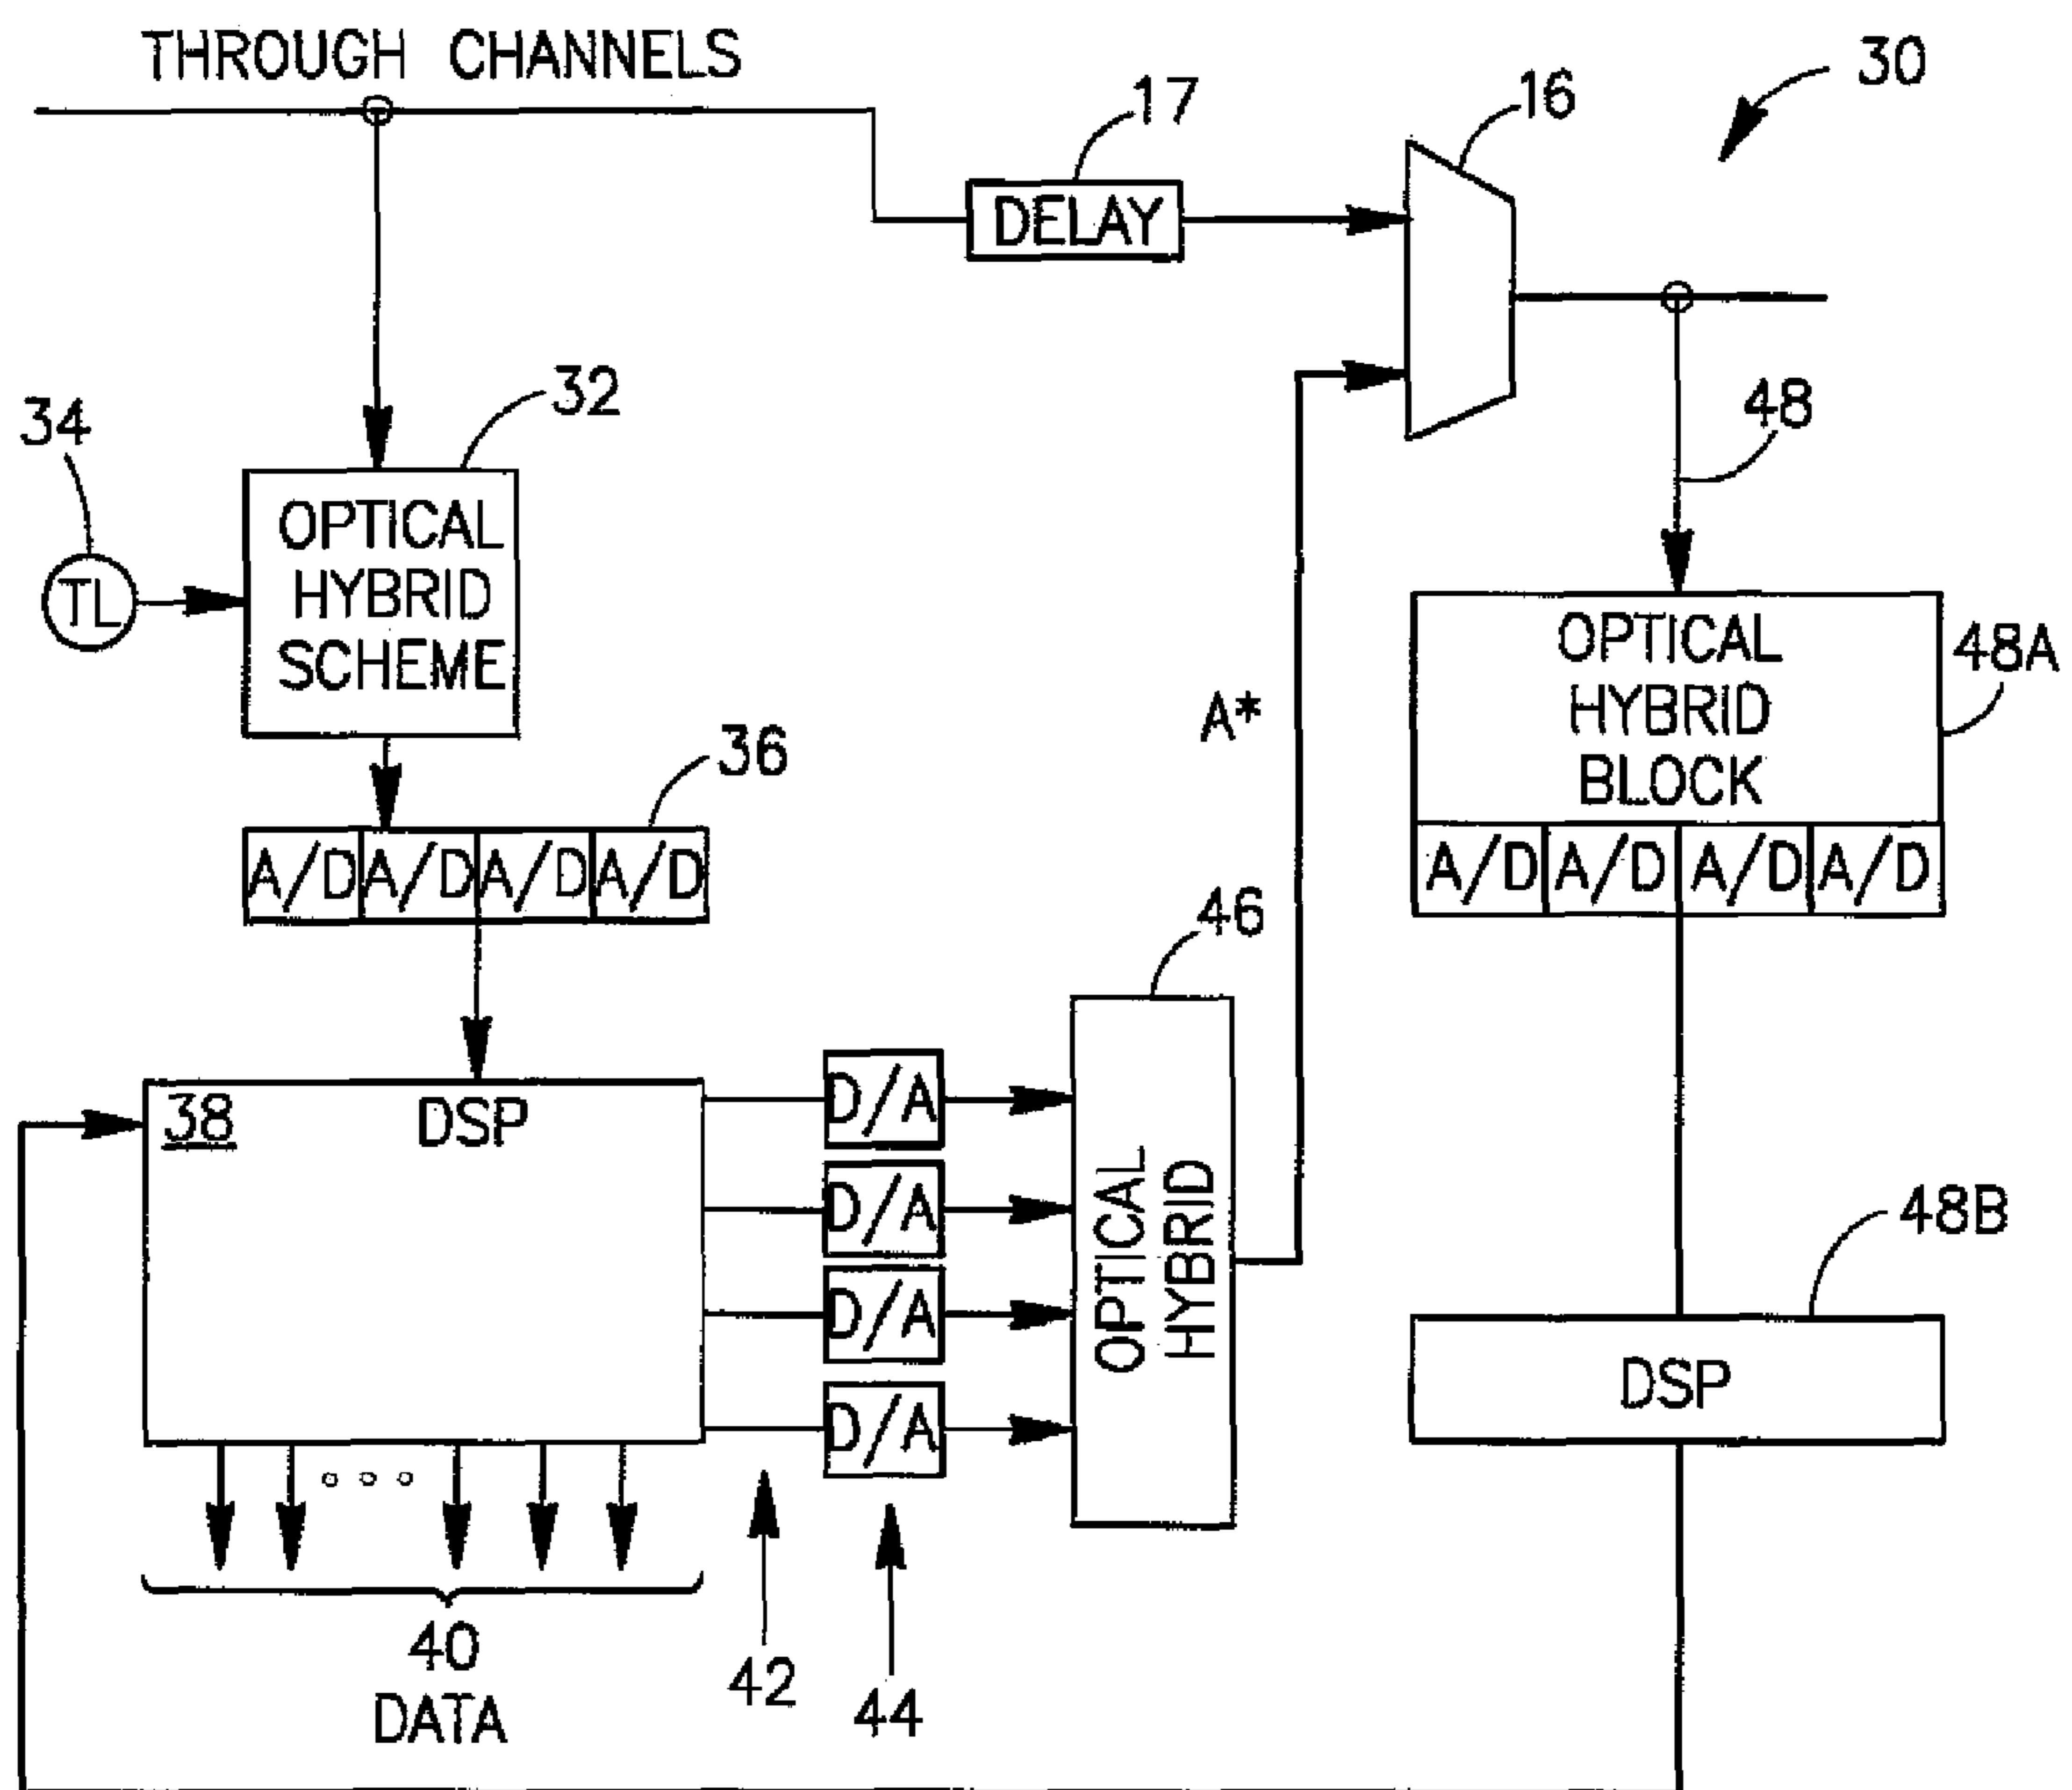 THROUGH CHANNELS
30
17
16
DELAY
34
32
48
TL
OPTICAL
HYBRID
SCHEME
OPTICAL
HYBRID
BLOCK
48A
A*
36
A/D A/D A/D A/D
A/D A/D A/D A/D
46
38 DSP
D/A
D/A
D/A
D/A
OPTICAL
HYBRID
48B
DSP
40
DATA
42
44